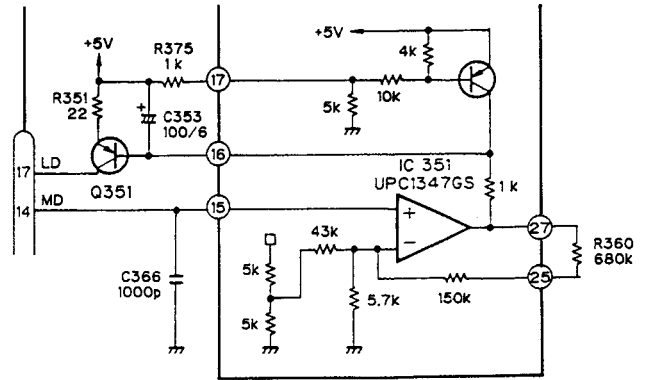 +5V
+5V
R375
1k
17
4k
10k
5k
R351
22
+
C353
100/6
16
17
LD
Q351
IC 351
UPC1347GS
1k
14
MD
15
+
−
27
43k
R360
680k
5k
25
C366
1000p
5k
5.7k
150k